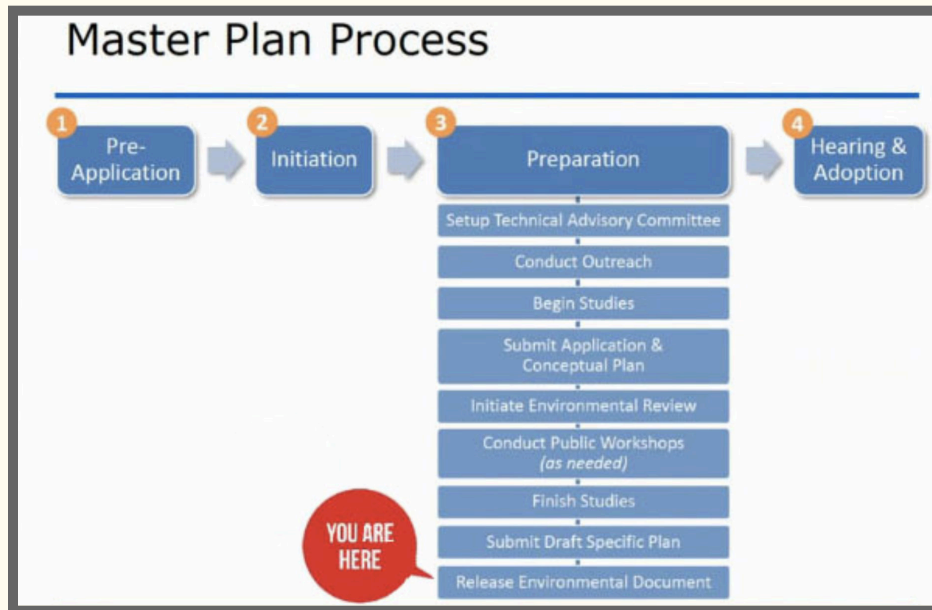 Master Plan Process
1
Pre-
Application
2
Initiation
3
Preparation
4
Hearing &
Adoption
Setup Technical Advisory Committee
Conduct Outreach
Begin Studies
Submit Application &
Conceptual Plan
Initiate Environmental Review
Conduct Public Workshops
(as needed)
Finish Studies
Submit Draft Specific Plan
Release Environmental Document
YOU ARE
HERE